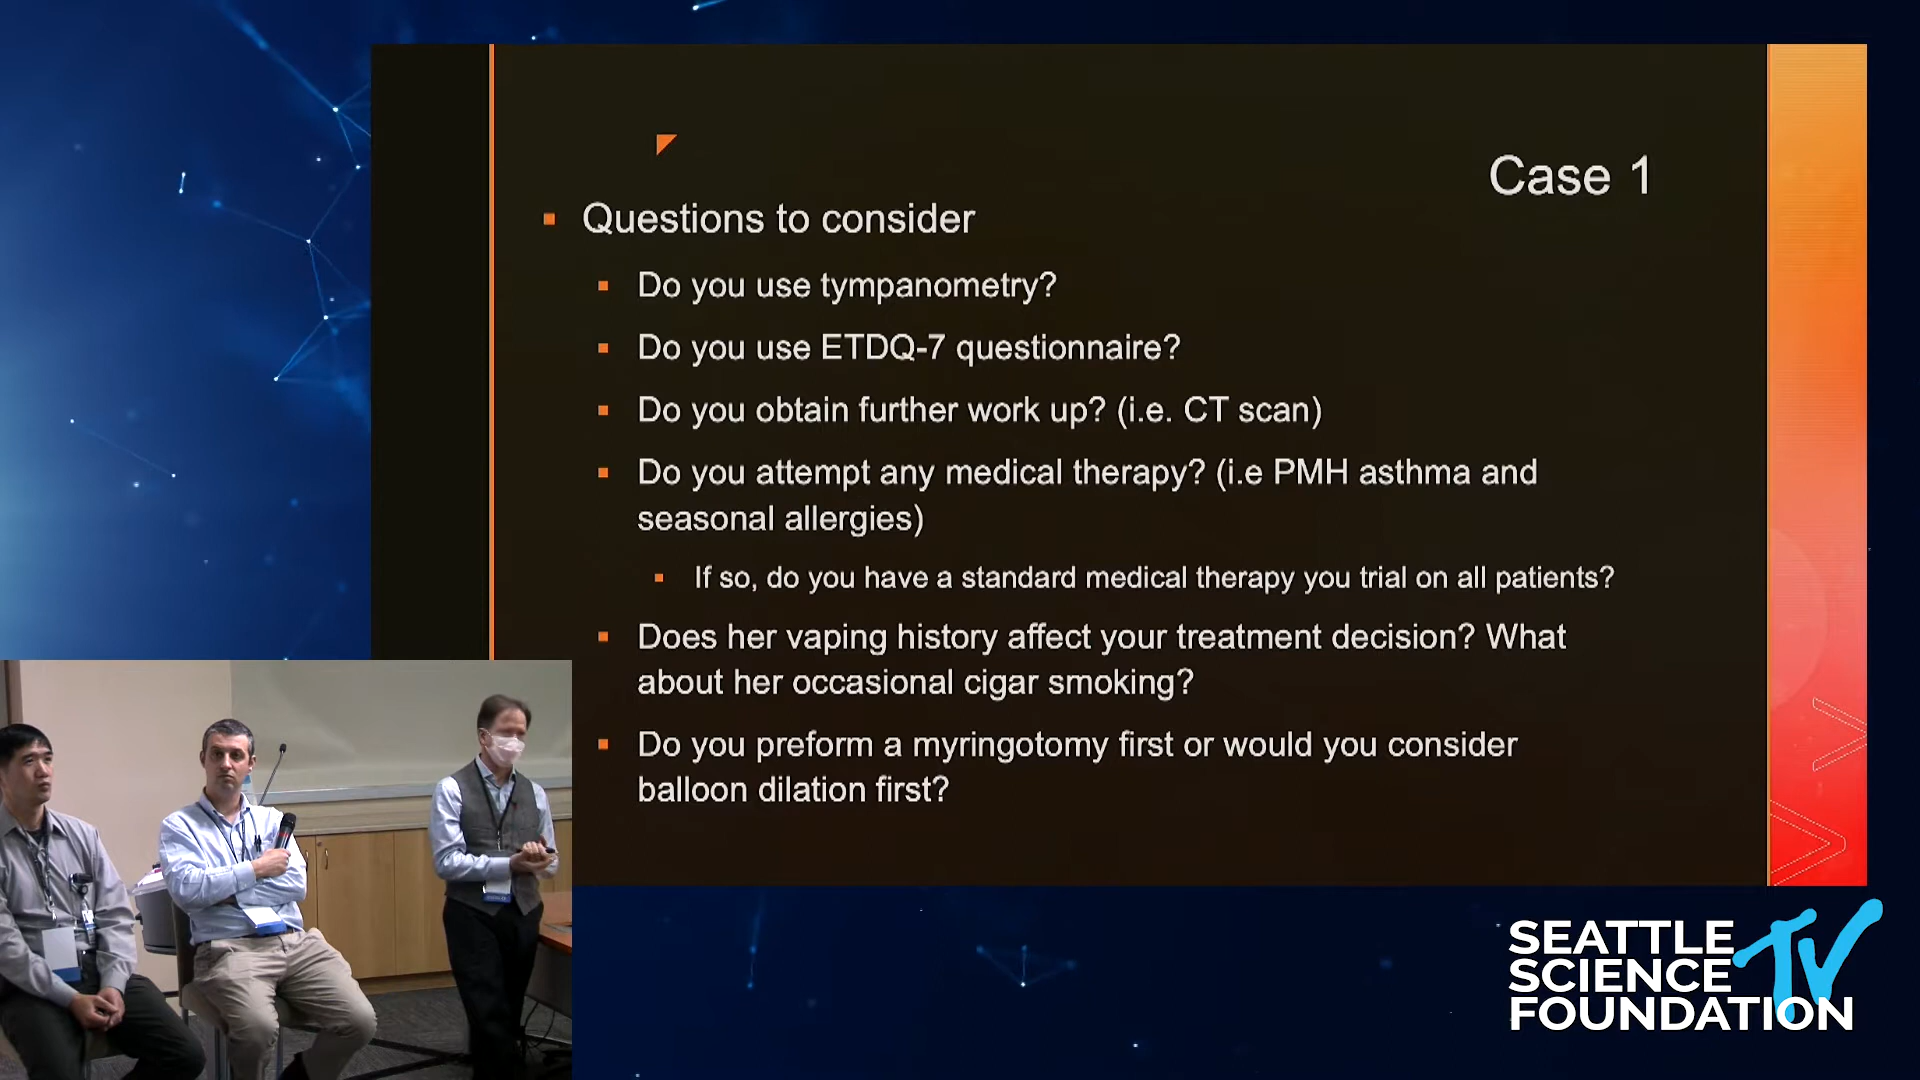 Case 1
Questions to consider
Do you use tympanometry?
Do you use ETDQ-7 questionnaire?
Do you obtain further work up? (i.e. CT scan)
Do you attempt any medical therapy? (i.e PMH asthma and
seasonal allergies)
If so, do you have a standard medical therapy you trial on all patients?
Does her vaping history affect your treatment decision? What
about her occasional cigar smoking?
Do you preform a myringotomy first or would you consider
balloon dilation first?
SEATTLE
SCIENCE TV
FOUNDATION